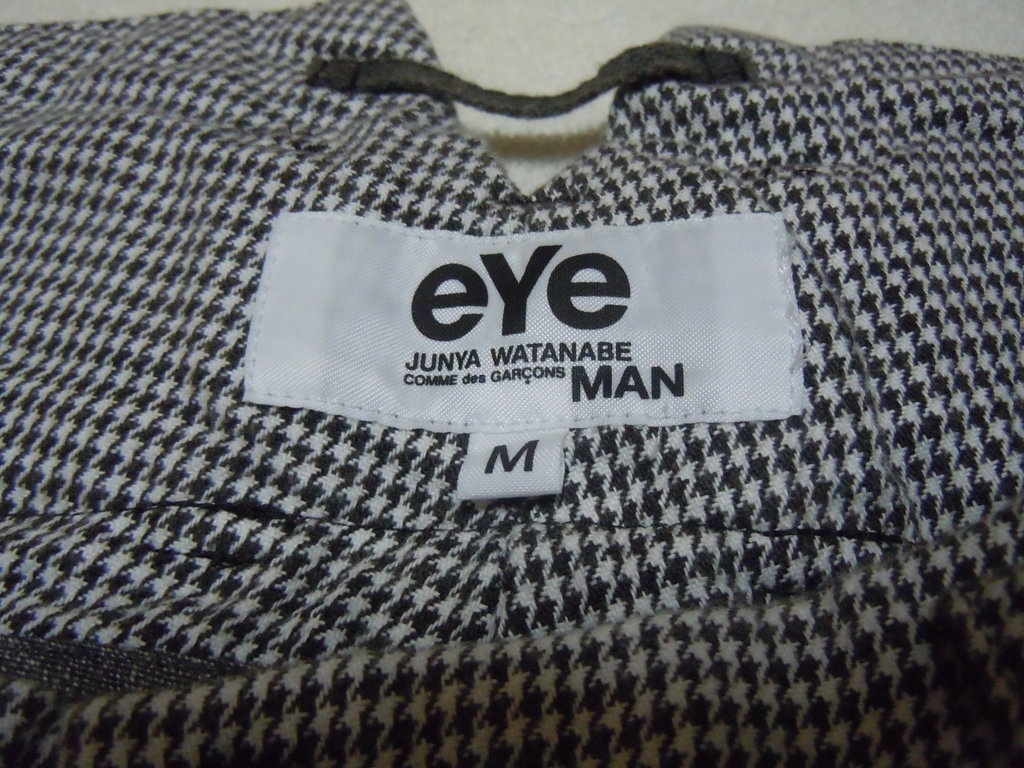 eYe
JUNYA WATANABE
COMME des GARÇONS MAN
M